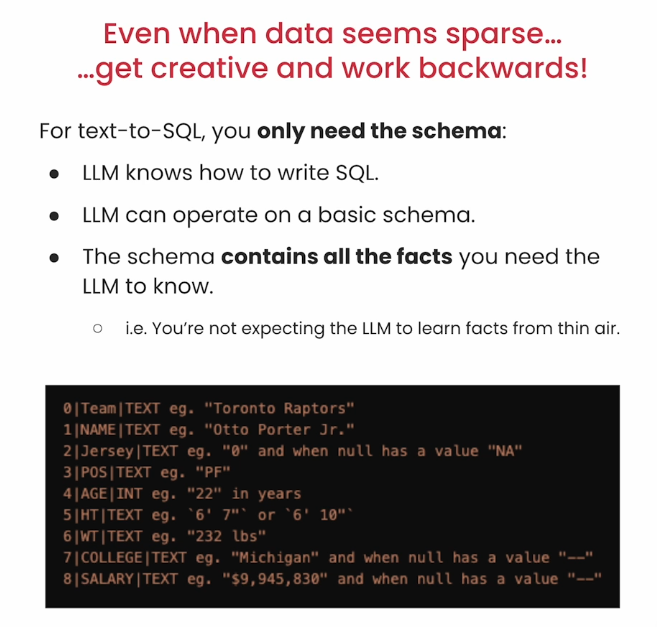 Even when data seems sparse...
...get creative and work backwards!
For text-to-SQL, you only need the schema:
● LLM knows how to write SQL.
● LLM can operate on a basic schema.
● The schema contains all the facts you need the
LLM to know.
○ i.e. You're not expecting the LLM to learn facts from thin air.
0|Team|TEXT eg. "Toronto Raptors"
1|NAME|TEXT eg. "Otto Porter Jr."
2|Jersey|TEXT eg. "0" and when null has a value "NA"
3|POS|TEXT eg. "PF"
4|AGE|INT eg. "22" in years
5|HT|TEXT eg. `6' 7"` or `6' 10"`
6|WT|TEXT eg. "232 lbs"
7|COLLEGE|TEXT eg. "Michigan" and when null has a value "--"
8|SALARY|TEXT eg. "$9,945,830" and when null has a value "--"